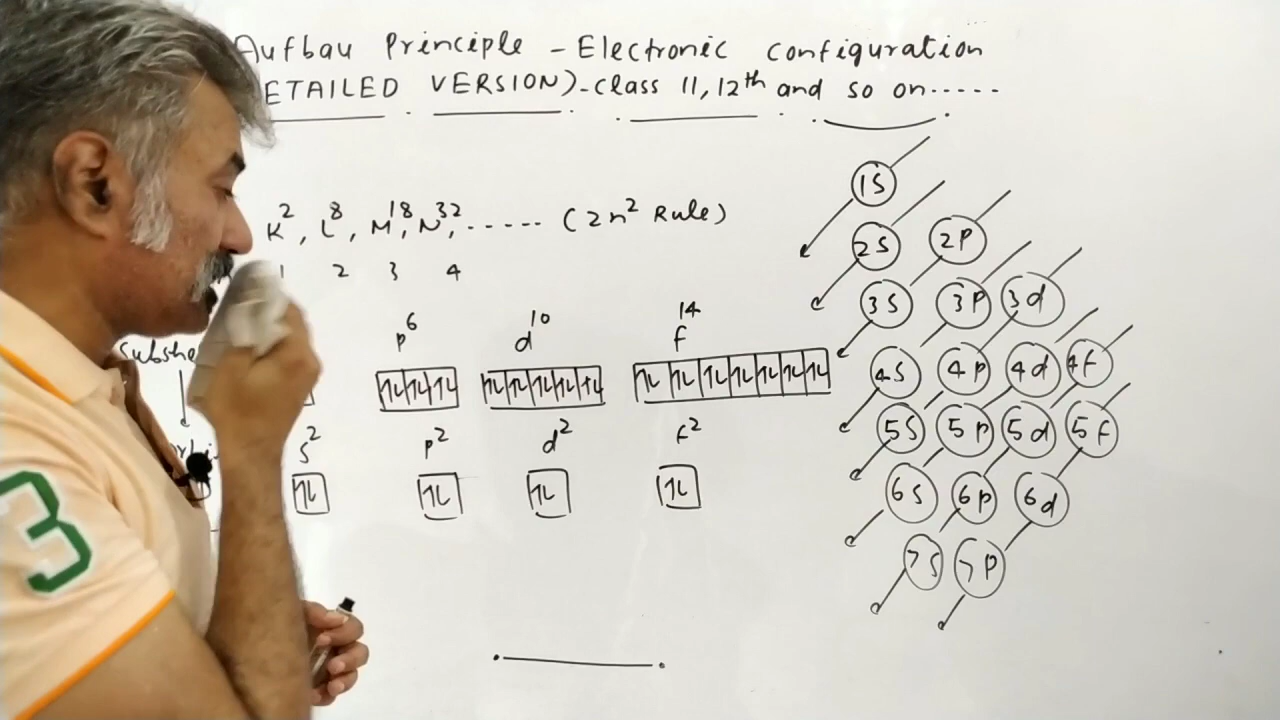 Aufbau Principle - Electronic configuration
ETAILED VERSION) - class 11, 12th and so on.....
K², L⁸, M¹⁸, N³², ..... (2n² Rule)
1 2 3 4
p⁶ d¹⁰ f¹⁴
Subshe
s² p² d² f²
1s
2s 2p
3s 3p 3d
4s 4p 4d 4f
5s 5p 5d 5f
6s 6p 6d
7s 7p
3